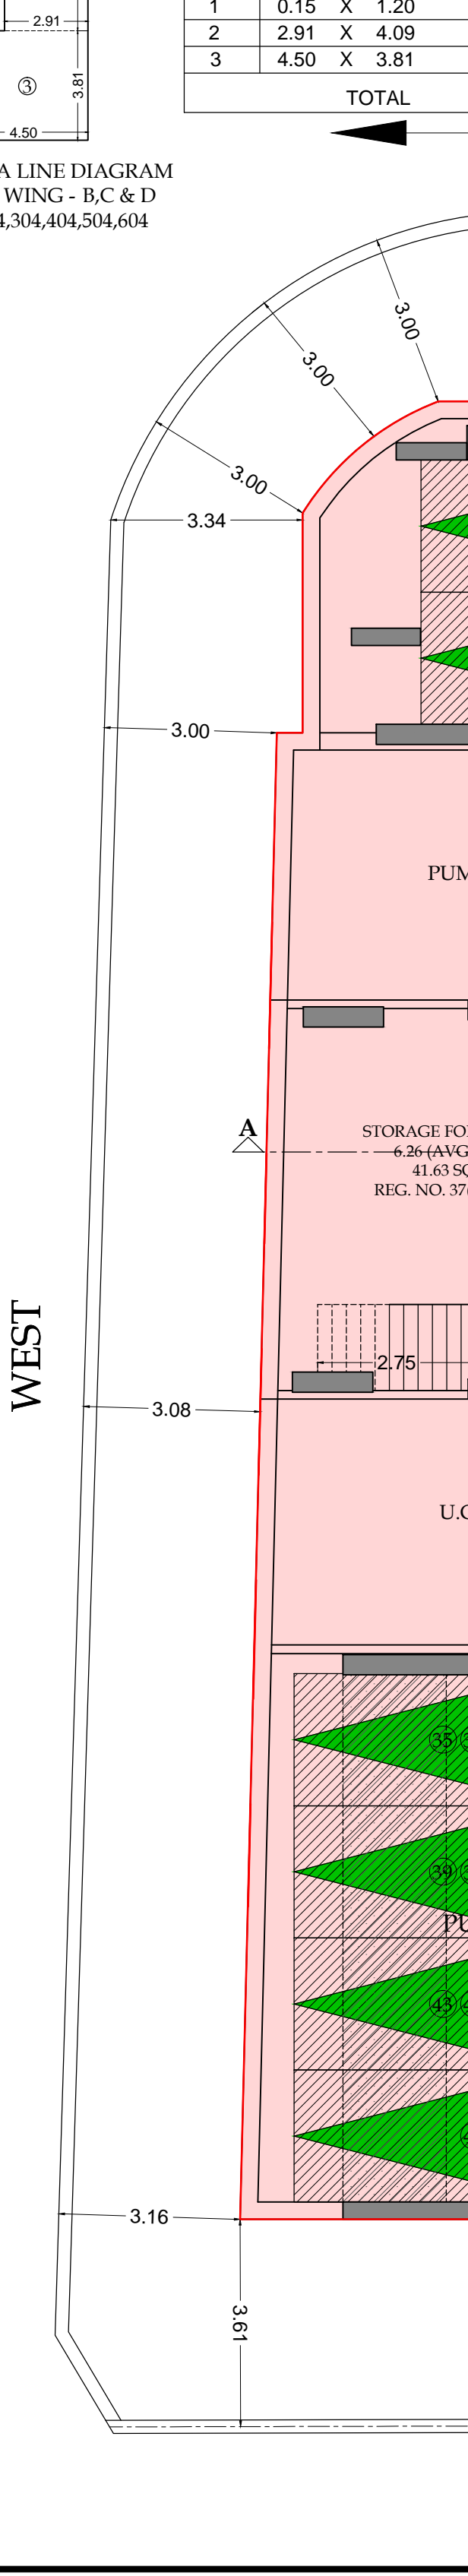 1 0.15 X 1.20
2 2.91 X 4.09
3 4.50 X 3.81
TOTAL
2.91
3
3.81
4.50
A LINE DIAGRAM
WING - B,C & D
4,304,404,504,604
3.00
3.00
3.00
3.34
3.00
PUM
A
STORAGE FO
6.26 (AVG
41.63 SQ
REG. NO. 37
WEST
2.75
3.08
U.G
35
39
PU
43
3.16
3.61